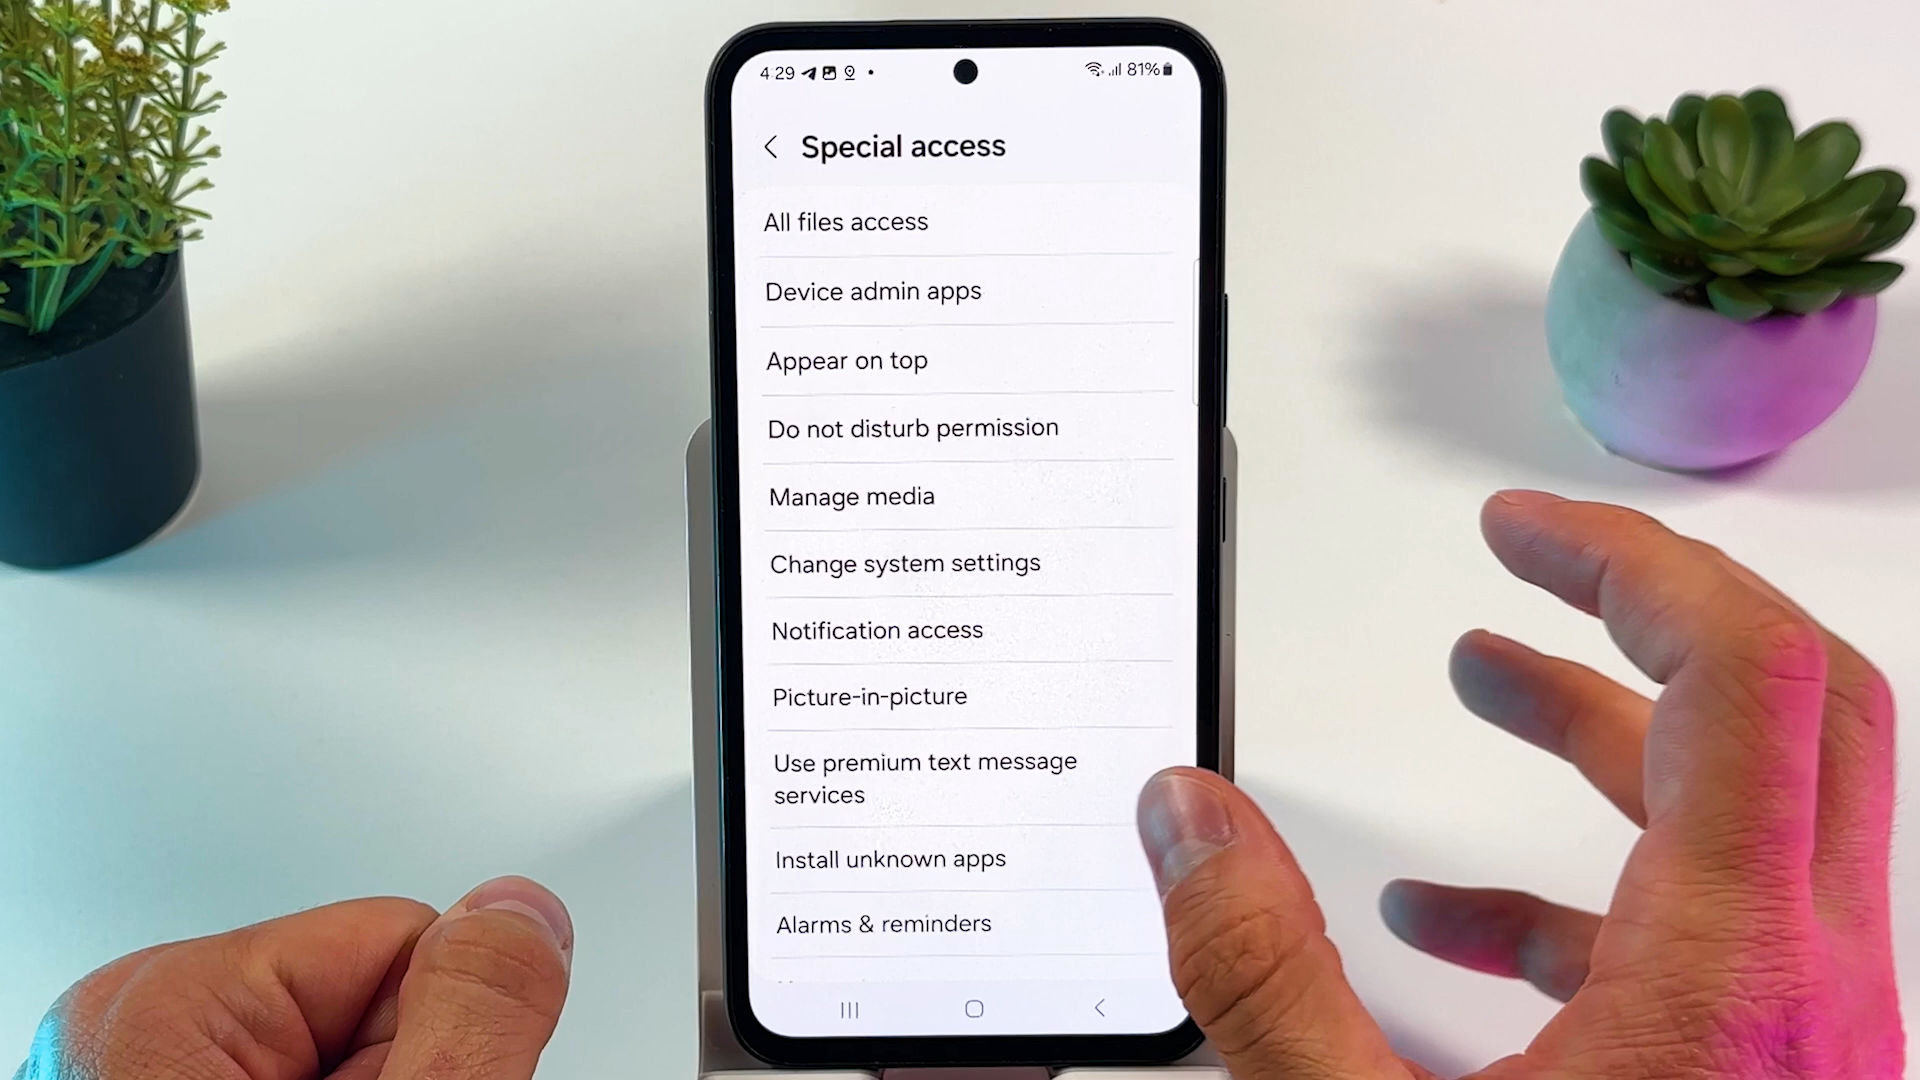 4:29
81%
Special access
All files access
Device admin apps
Appear on top
Do not disturb permission
Manage media
Change system settings
Notification access
Picture-in-picture
Use premium text message
services
Install unknown apps
Alarms & reminders